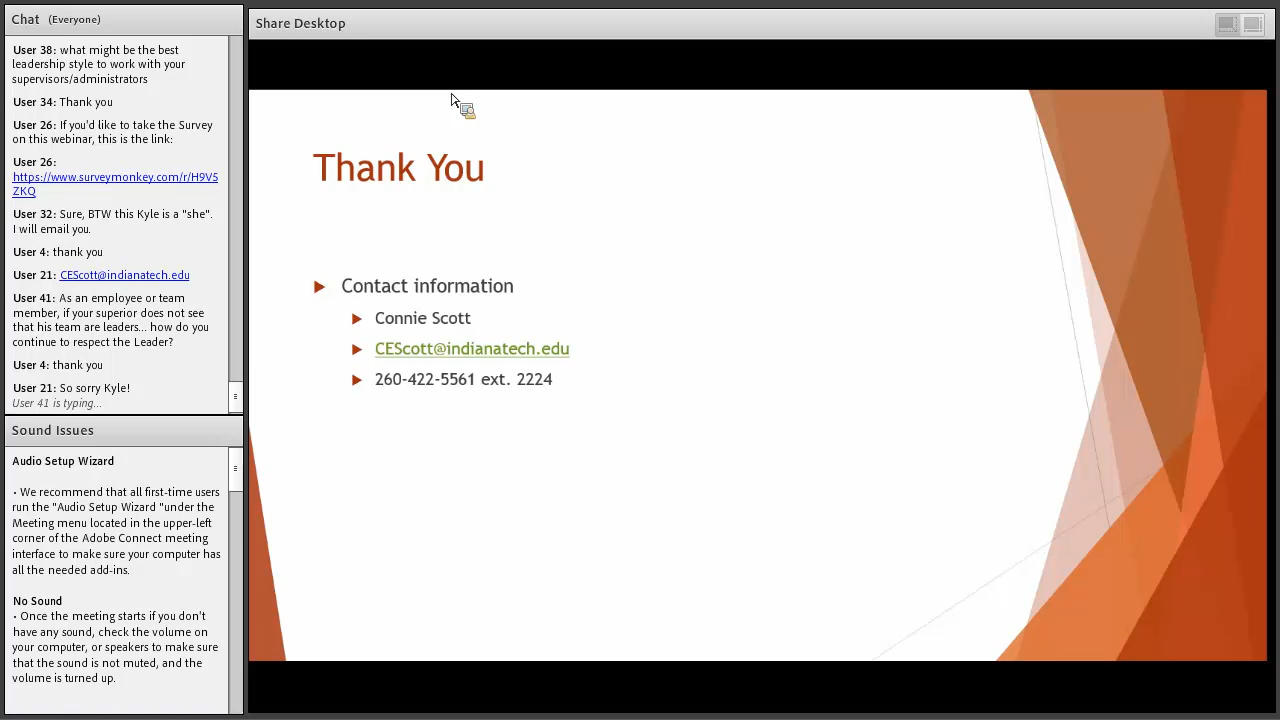 Chat (Everyone)
User 38: what might be the best
leadership style to work with your
supervisors/administrators
User 34: Thank you
User 26: If you'd like to take the Survey
on this webinar, this is the link:
User 26:
https://www.surveymonkey.com/r/H9V5
ZKQ
User 32: Sure, BTW this Kyle is a "she".
I will email you.
User 4: thank you
User 21: CEScott@indianatech.edu
User 41: As an employee or team
member, if your superior does not see
that his team are leaders... how do you
continue to respect the Leader?
User 4: thank you
User 21: So sorry Kyle!
User 41 is typing...
Sound Issues
Audio Setup Wizard
• We recommend that all first-time users
run the "Audio Setup Wizard "under the
Meeting menu located in the upper-left
corner of the Adobe Connect meeting
interface to make sure your computer has
all the needed add-ins.
No Sound
• Once the meeting starts if you don't
have any sound, check the volume on
your computer, or speakers to make sure
that the sound is not muted, and the
volume is turned up.
Share Desktop
Thank You
Contact information
Connie Scott
CEScott@indianatech.edu
260-422-5561 ext. 2224